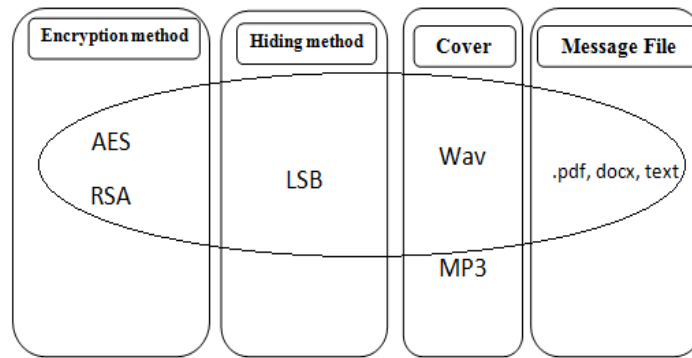 Encryption method
Hiding method
Cover
Message File
AES
RSA
LSB
Wav
MP3
.pdf, docx, text